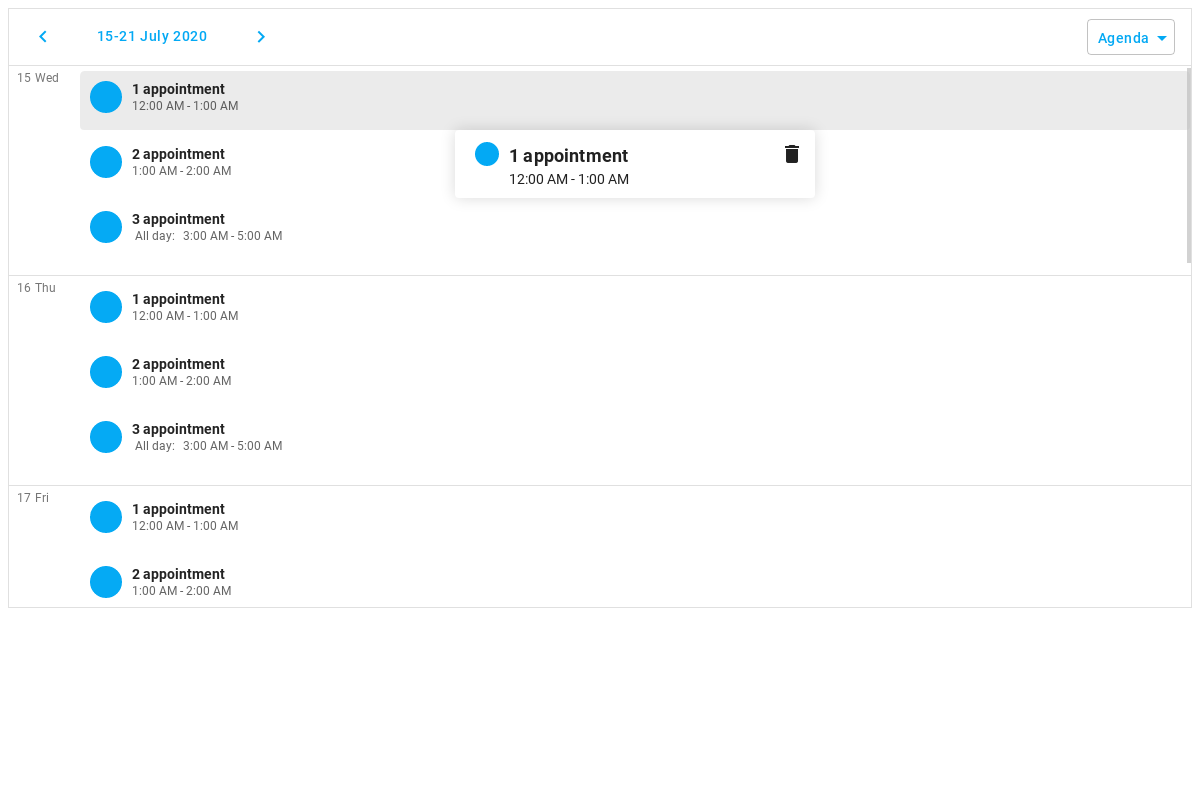 15-21 July 2020
Agenda
15 Wed
1 appointment
12:00 AM - 1:00 AM
2 appointment
1:00 AM - 2:00 AM
3 appointment
All day: 3:00 AM - 5:00 AM
1 appointment
12:00 AM - 1:00 AM
16 Thu
1 appointment
12:00 AM - 1:00 AM
2 appointment
1:00 AM - 2:00 AM
3 appointment
All day: 3:00 AM - 5:00 AM
17 Fri
1 appointment
12:00 AM - 1:00 AM
2 appointment
1:00 AM - 2:00 AM